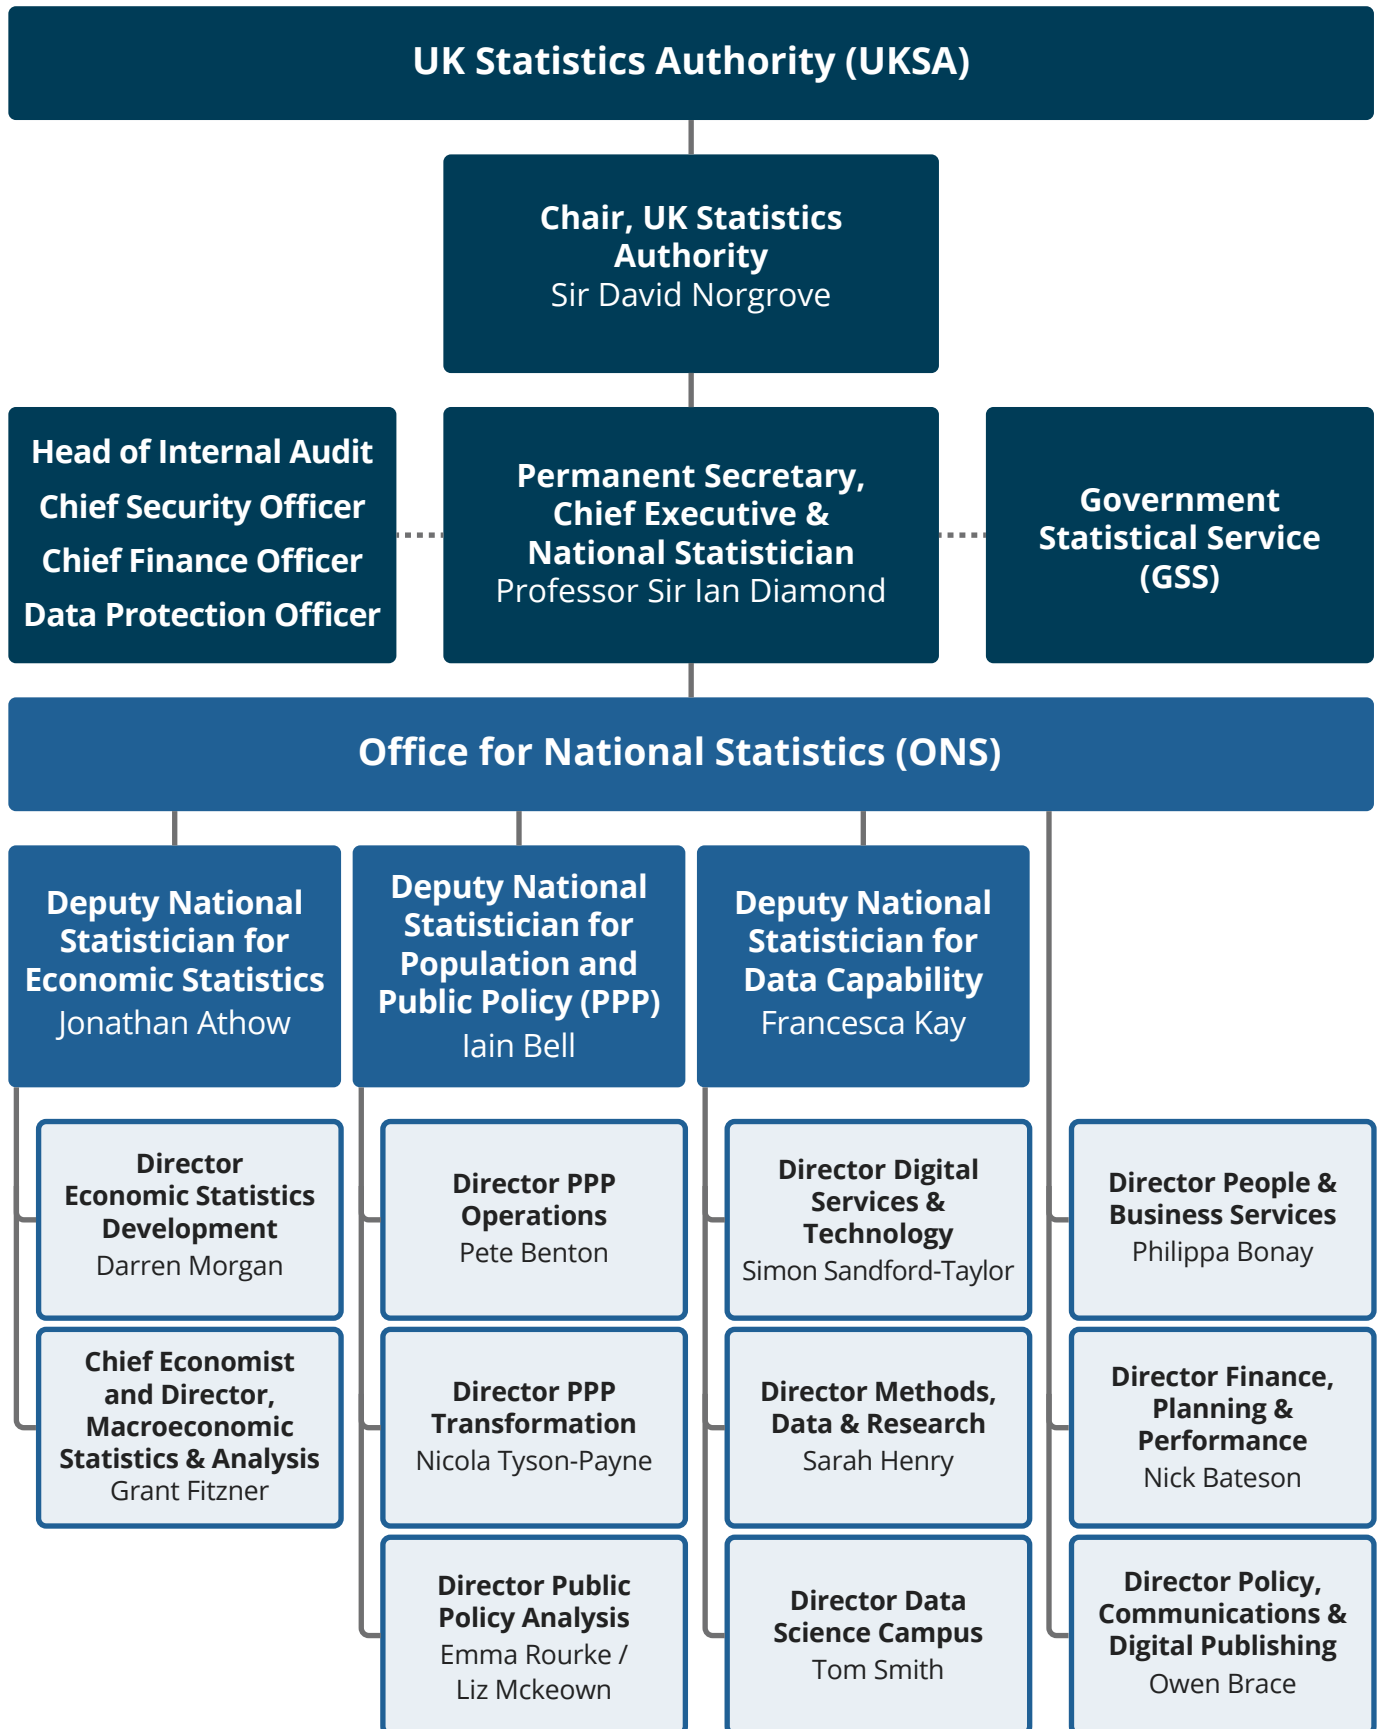 UK Statistics Authority (UKSA)
Chair, UK Statistics
Authority
Sir David Norgrove
Head of Internal Audit
Chief Security Officer
Chief Finance Officer
Data Protection Officer
Permanent Secretary,
Chief Executive &
National Statistician
Professor Sir Ian Diamond
Government
Statistical Service
(GSS)
Office for National Statistics (ONS)
Deputy National
Statistician for
Economic Statistics
Jonathan Athow
Deputy National
Statistician for
Population and
Public Policy (PPP)
Iain Bell
Deputy National
Statistician for
Data Capability
Francesca Kay
Director
Economic Statistics
Development
Darren Morgan
Chief Economist
and Director,
Macroeconomic
Statistics & Analysis
Grant Fitzner
Director PPP
Operations
Pete Benton
Director PPP
Transformation
Nicola Tyson-Payne
Director Public
Policy Analysis
Emma Rourke /
Liz Mckeown
Director Digital
Services &
Technology
Simon Sandford-Taylor
Director Methods,
Data & Research
Sarah Henry
Director Data
Science Campus
Tom Smith
Director People &
Business Services
Philippa Bonay
Director Finance,
Planning &
Performance
Nick Bateson
Director Policy,
Communications &
Digital Publishing
Owen Brace